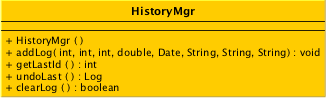 HistoryMgr
+ HistoryMgr ( )
+ addLog( int, int, int, double, Date, String, String, String) : void
+ getLastId ( ) : int
+ undoLast ( ) : Log
+ clearLog ( ) : boolean